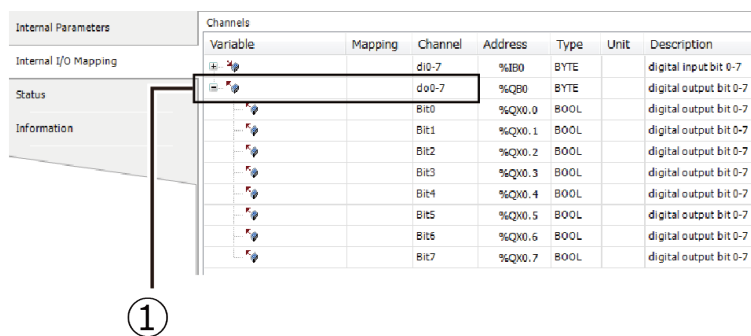 Internal Parameters
Internal I/O Mapping
Status
Information
Channels
Variable Mapping Channel Address Type Unit Description
di0-7 %IB0 BYTE digital input bit 0-7
do0-7 %QB0 BYTE digital output bit 0-7
Bit0 %QX0.0 BOOL digital output bit 0-7
Bit1 %QX0.1 BOOL digital output bit 0-7
Bit2 %QX0.2 BOOL digital output bit 0-7
Bit3 %QX0.3 BOOL digital output bit 0-7
Bit4 %QX0.4 BOOL digital output bit 0-7
Bit5 %QX0.5 BOOL digital output bit 0-7
Bit6 %QX0.6 BOOL digital output bit 0-7
Bit7 %QX0.7 BOOL digital output bit 0-7
①